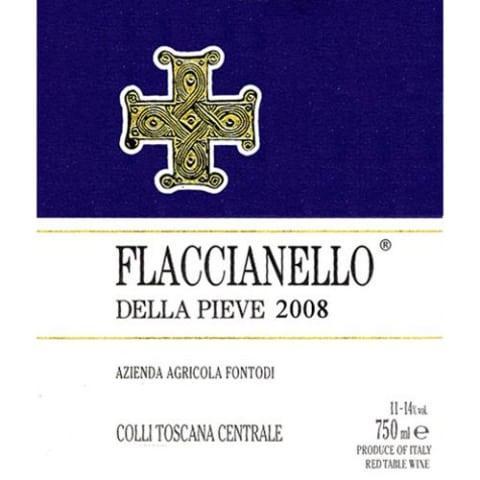 FLACCIANELLO®
DELLA PIEVE 2008
AZIENDA AGRICOLA FONTODI
11-14% vol.
COLLI TOSCANA CENTRALE
750 ml e
PRODUCE OF ITALY
RED TABLE WINE